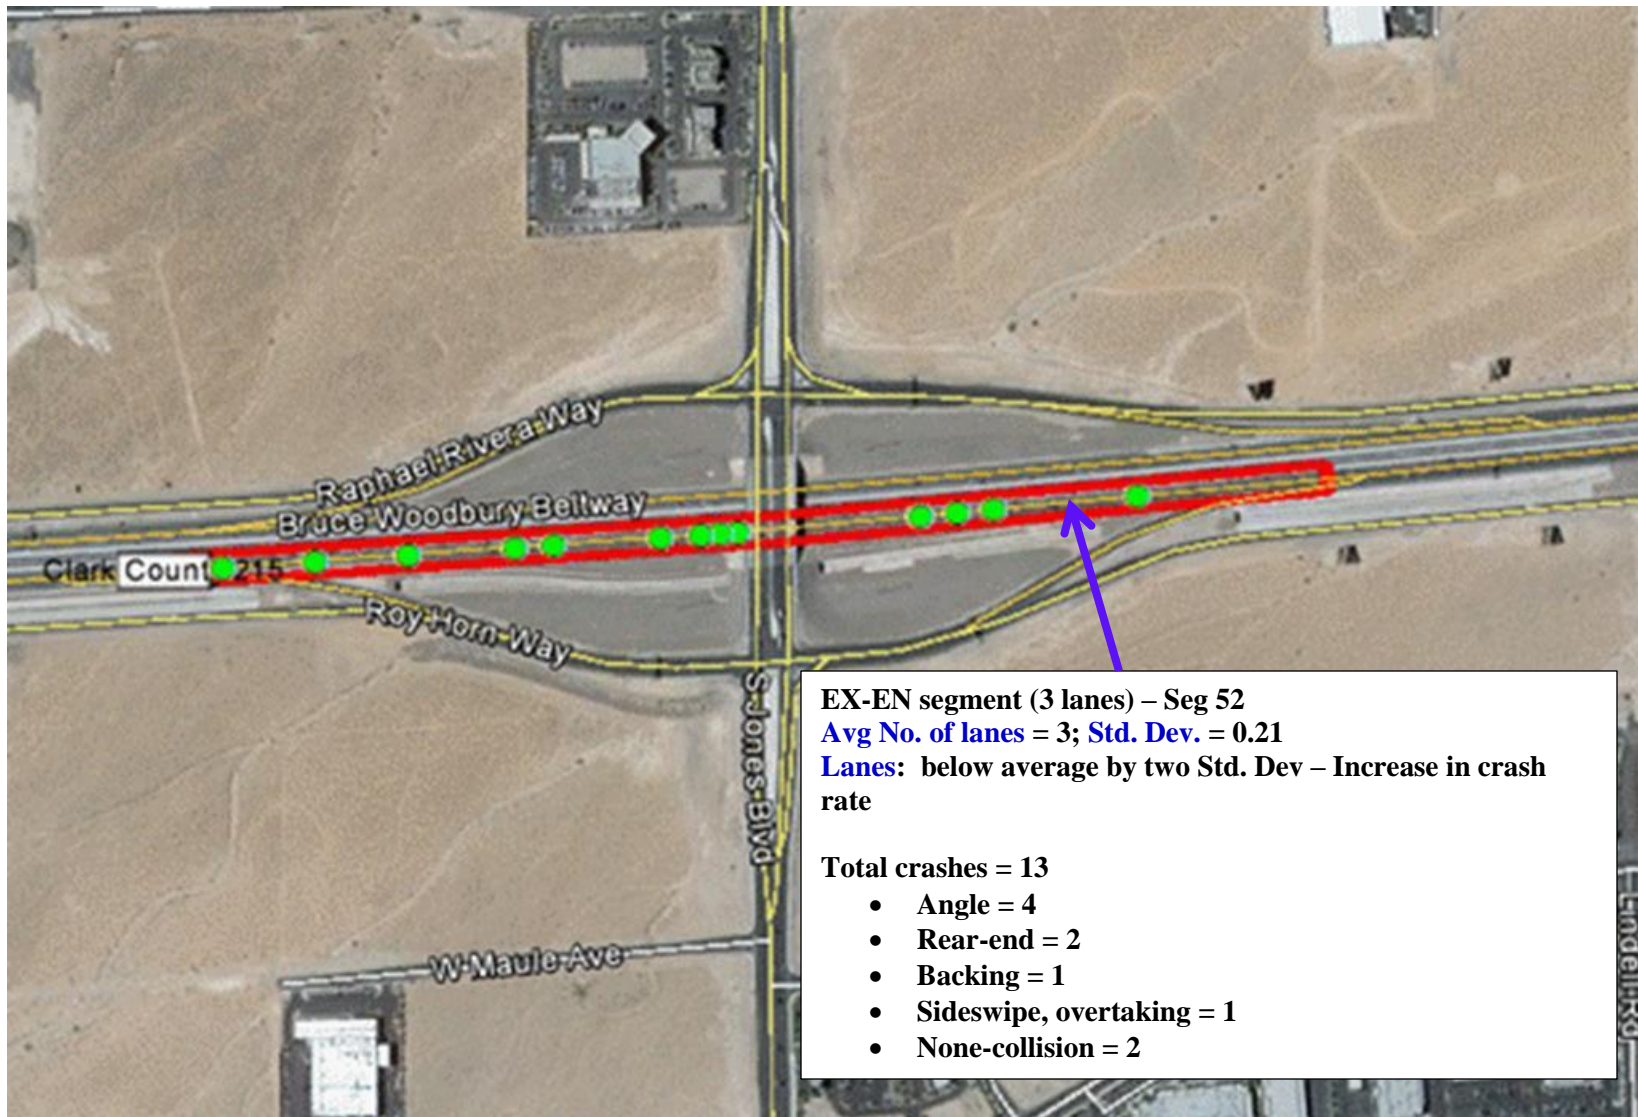 Raphael Rivera Way
Bruce Woodbury Beltway
Clark Count 215
Roy Horn Way
S Jones Blvd
W Maule Ave
Lindell Rd
EX-EN segment (3 lanes) – Seg 52
Avg No. of lanes = 3; Std. Dev. = 0.21
Lanes:  below average by two Std. Dev – Increase in crash
rate
Total crashes = 13
• Angle = 4
• Rear-end = 2
• Backing = 1
• Sideswipe, overtaking = 1
• None-collision = 2